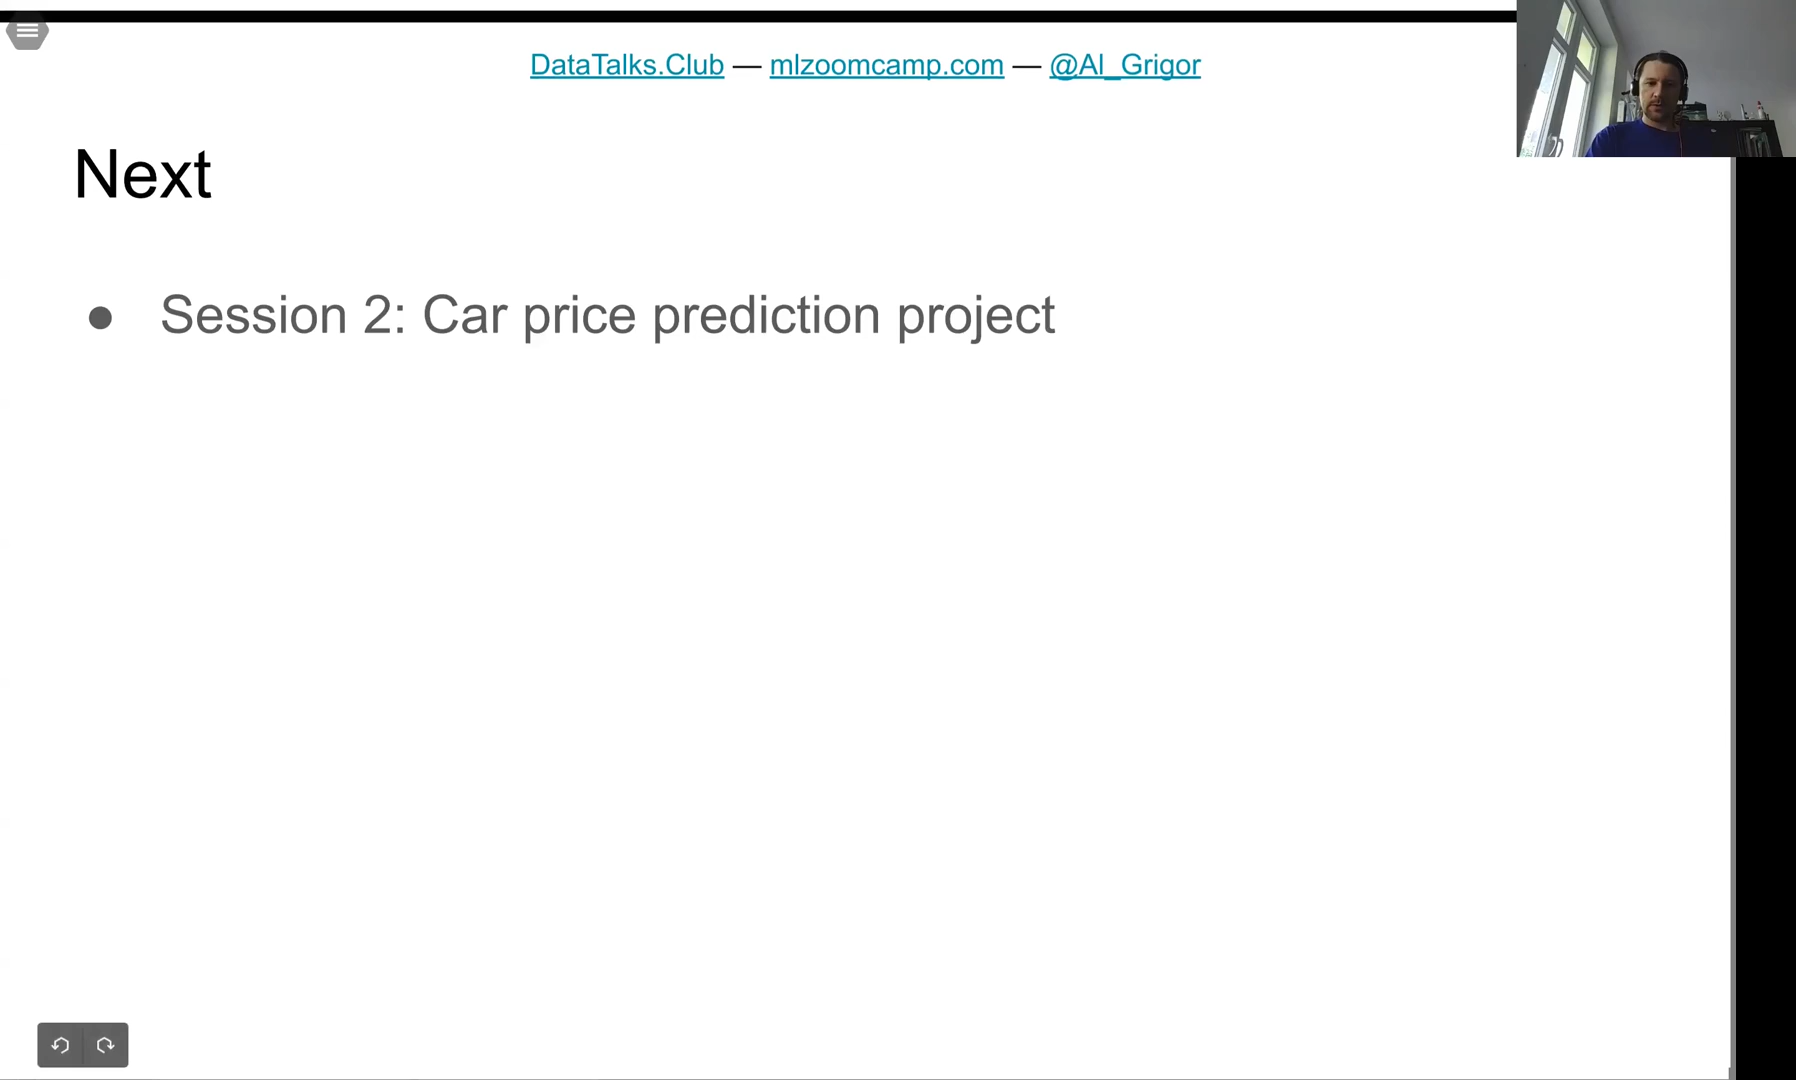 DataTalks.Club — mlzoomcamp.com — @Al_Grigor
Next
● Session 2: Car price prediction project